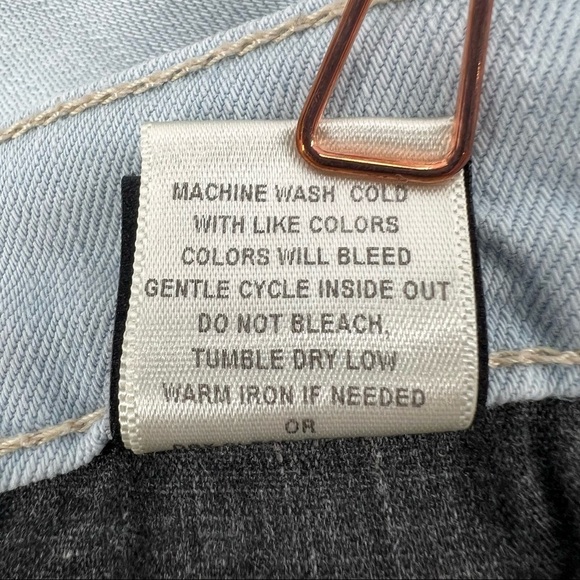 MACHINE WASH COLD
WITH LIKE COLORS
COLORS WILL BLEED
GENTLE CYCLE INSIDE OUT
DO NOT BLEACH,
TUMBLE DRY LOW
WARM IRON IF NEEDED
OR